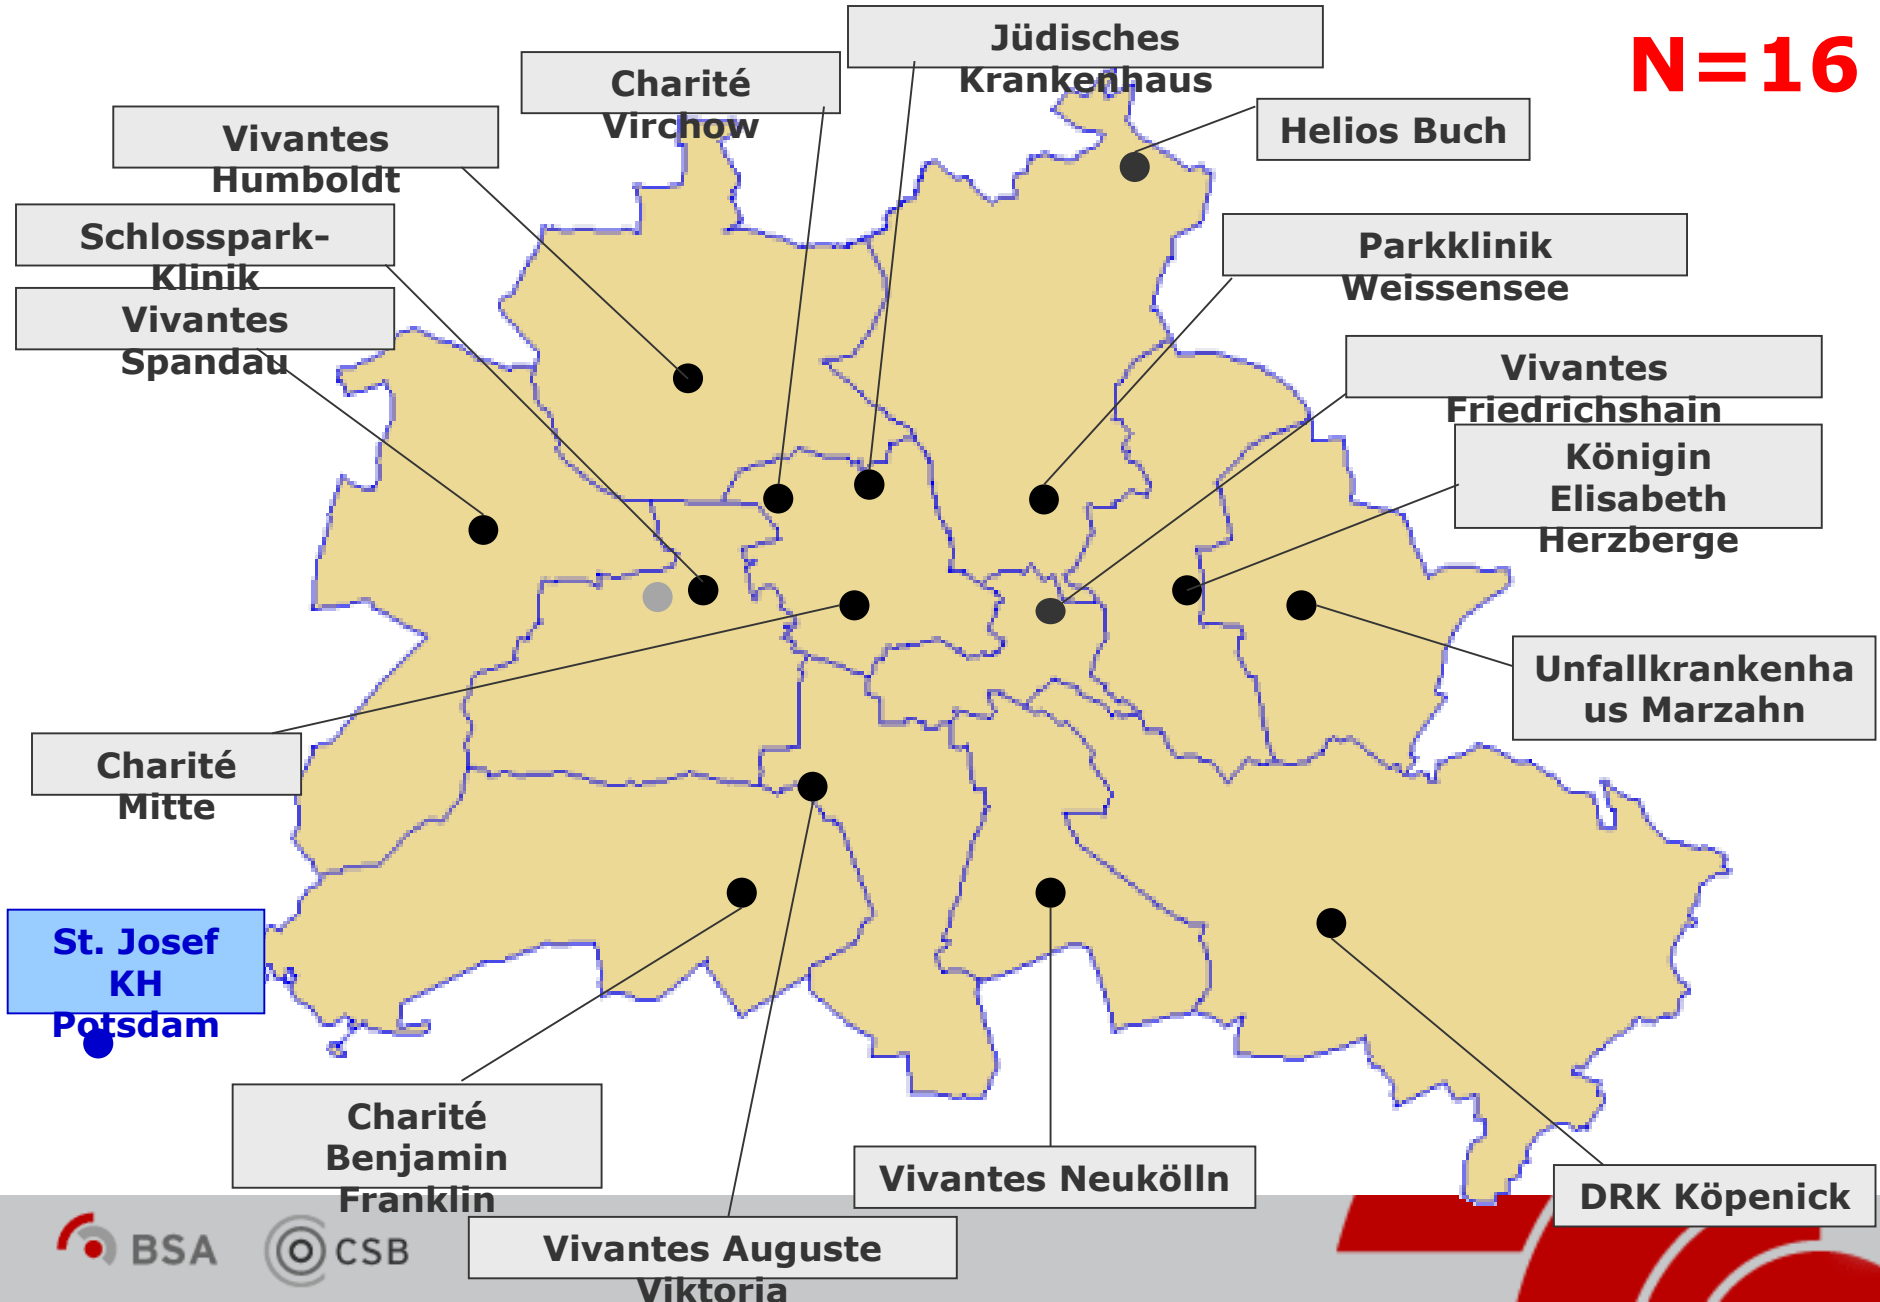 Jüdisches
Krankenhaus
N=16
Charité
Virchow
Helios Buch
Vivantes
Humboldt
Schlosspark-
Klinik
Parkklinik
Weissensee
Vivantes
Spandau
Vivantes
Friedrichshain
Königin
Elisabeth
Herzberge
Unfallkrankenha
us Marzahn
Charité
Mitte
St. Josef
KH
Potsdam
Charité
Benjamin
Franklin
Vivantes Neukölln
DRK Köpenick
Vivantes Auguste
Viktoria
BSA
CSB